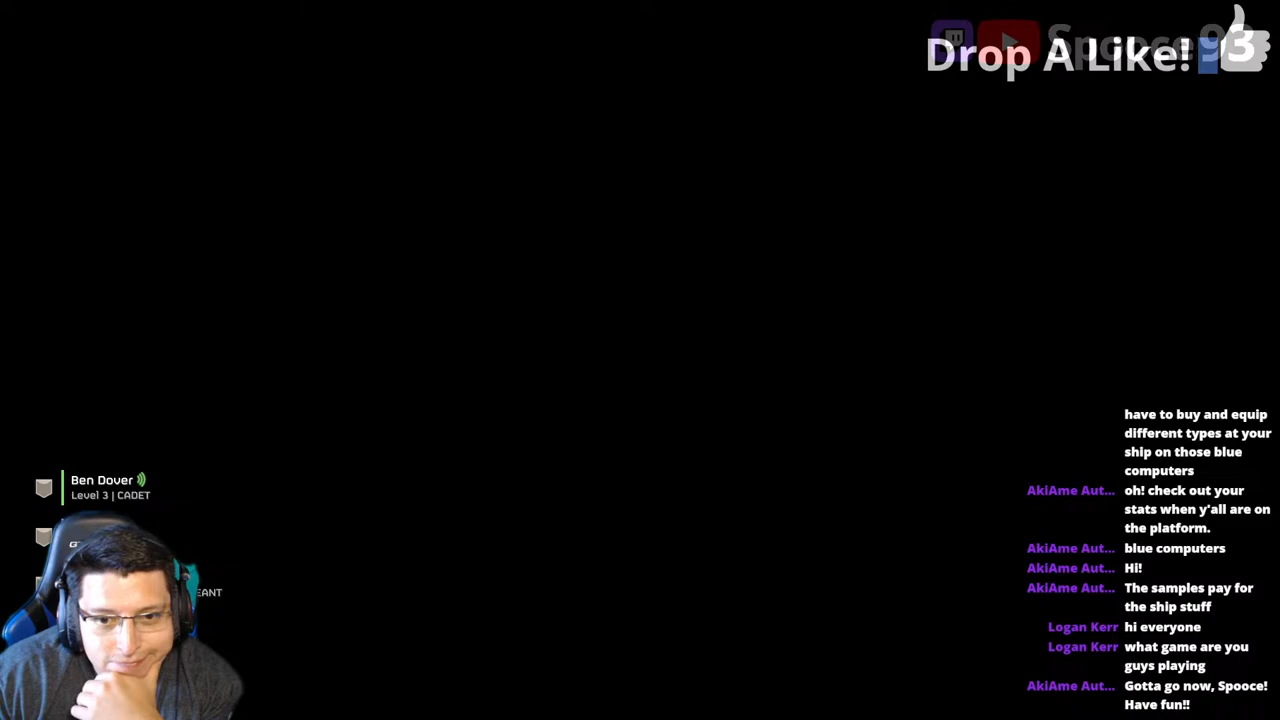 Spooce93
Drop A Like!
have to buy and equip
different types at your
ship on those blue
computers
AkiAme Aut... oh! check out your
stats when y'all are on
the platform.
AkiAme Aut... blue computers
AkiAme Aut... Hi!
AkiAme Aut... The samples pay for
the ship stuff
Logan Kerr hi everyone
Logan Kerr what game are you
guys playing
AkiAme Aut... Gotta go now, Spooce!
Have fun!!
Ben Dover
Level 3 | CADET
EANT